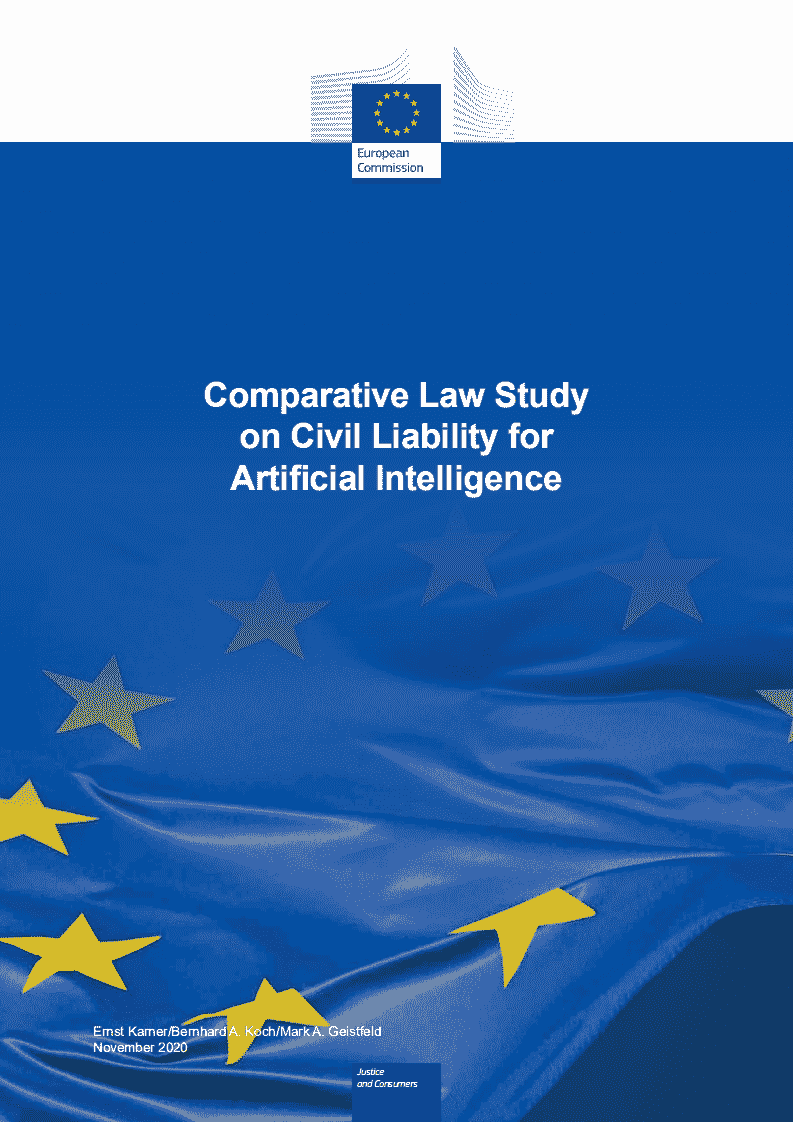 European
Commission
Comparative Law Study
on Civil Liability for
Artificial Intelligence
Ernst Karner/Bernhard A. Koch/Mark A. Geistfeld
November 2020
Justice
and Consumers